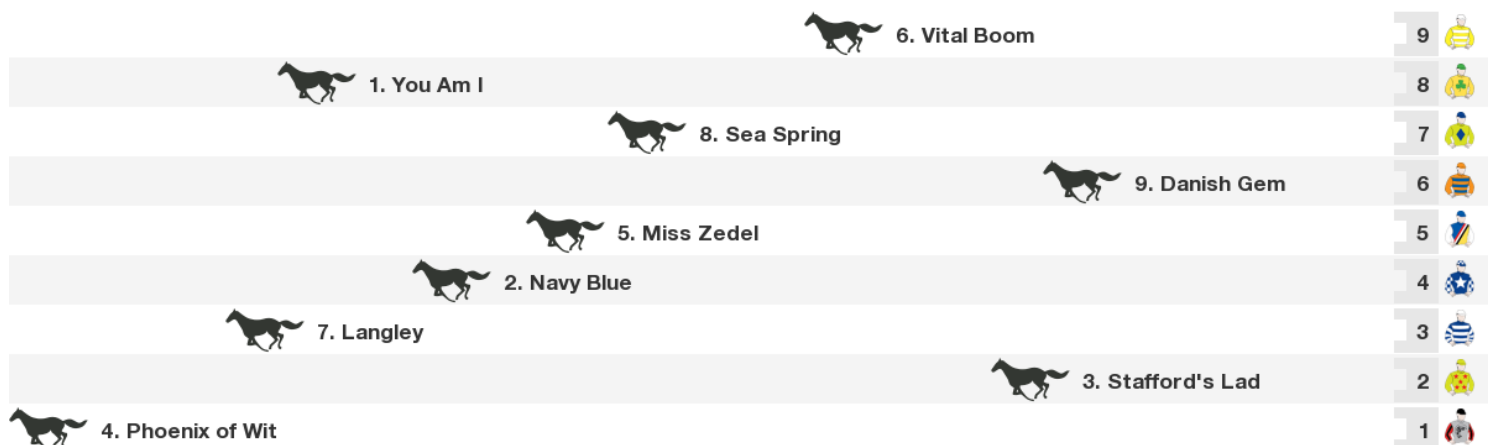 6. Vital Boom 9
1. You Am I 8
8. Sea Spring 7
9. Danish Gem 6
5. Miss Zedel 5
2. Navy Blue 4
7. Langley 3
3. Stafford's Lad 2
4. Phoenix of Wit 1